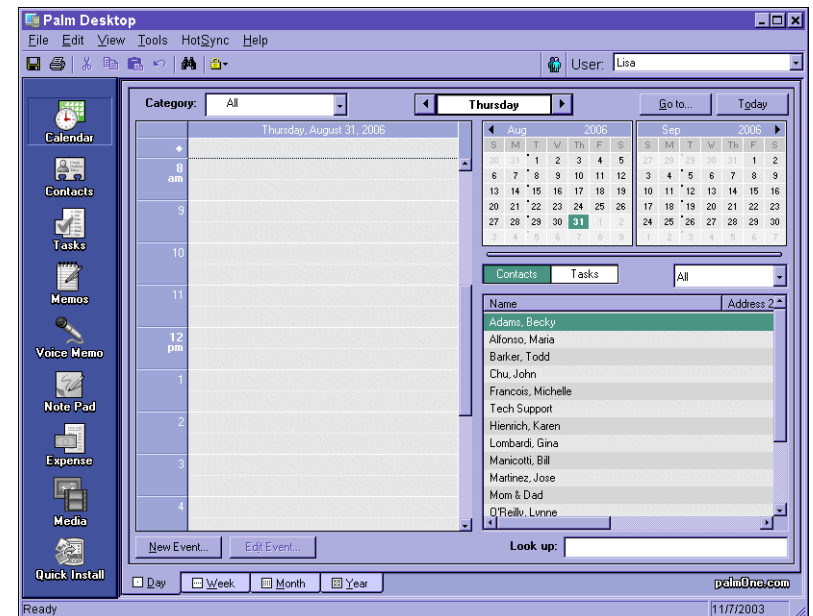 Palm Desktop
File Edit View Tools HotSync Help
User: Lisa
Calendar
Contacts
Tasks
Memos
Voice Memo
Note Pad
Expense
Media
Quick Install
Category: All
Thursday
Go to...
Today
Thursday, August 31, 2006
8
am
9
10
11
12
pm
1
2
3
4
Aug 2006
S M T W Th F S
30 31 1 2 3 4 5
6 7 8 9 10 11 12
13 14 15 16 17 18 19
20 21 22 23 24 25 26
27 28 29 30 31 1 2
3 4 5 6 7 8 9
Sep 2006
S M T W Th F S
27 28 29 30 31 1 2
3 4 5 6 7 8 9
10 11 12 13 14 15 16
17 18 19 20 21 22 23
24 25 26 27 28 29 30
1 2 3 4 5 6 7
Contacts Tasks All
Name Address 2
Adams, Becky
Alfonso, Maria
Barker, Todd
Chu, John
Francois, Michelle
Tech Support
Hienrich, Karen
Lombardi, Gina
Manicotti, Bill
Martinez, Jose
Mom & Dad
O'Reilly, Lynne
New Event... Edit Event...
Look up:
Day Week Month Year
palmOne.com
Ready
11/7/2003